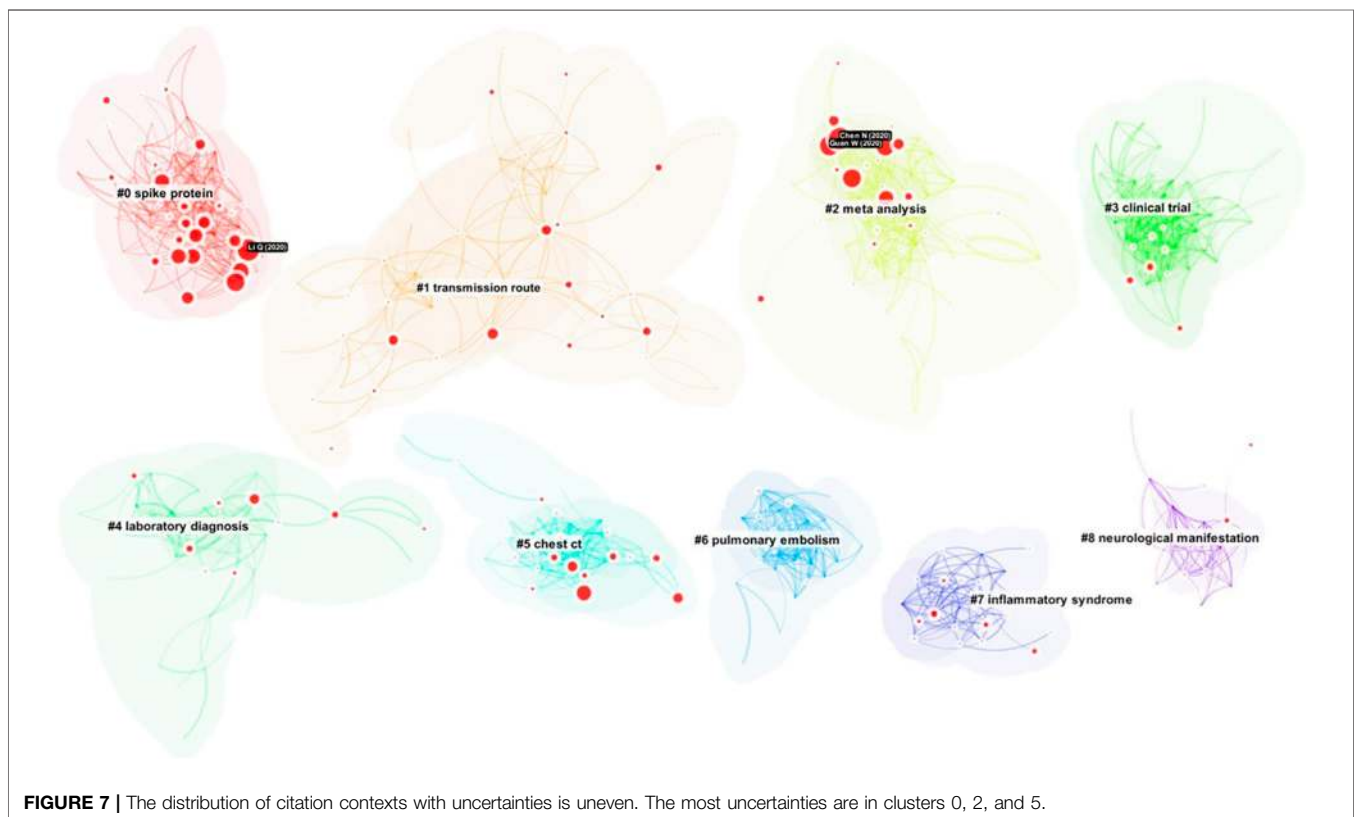 Chen N (2020)
Guan W (2020)
#0 spike protein
#2 meta analysis
#3 clinical trial
Li Q (2020)
#1 transmission route
#4 laboratory diagnosis
#5 chest ct
#6 pulmonary embolism
#8 neurological manifestation
#7 inflammatory syndrome
FIGURE 7 | The distribution of citation contexts with uncertainties is uneven. The most uncertainties are in clusters 0, 2, and 5.